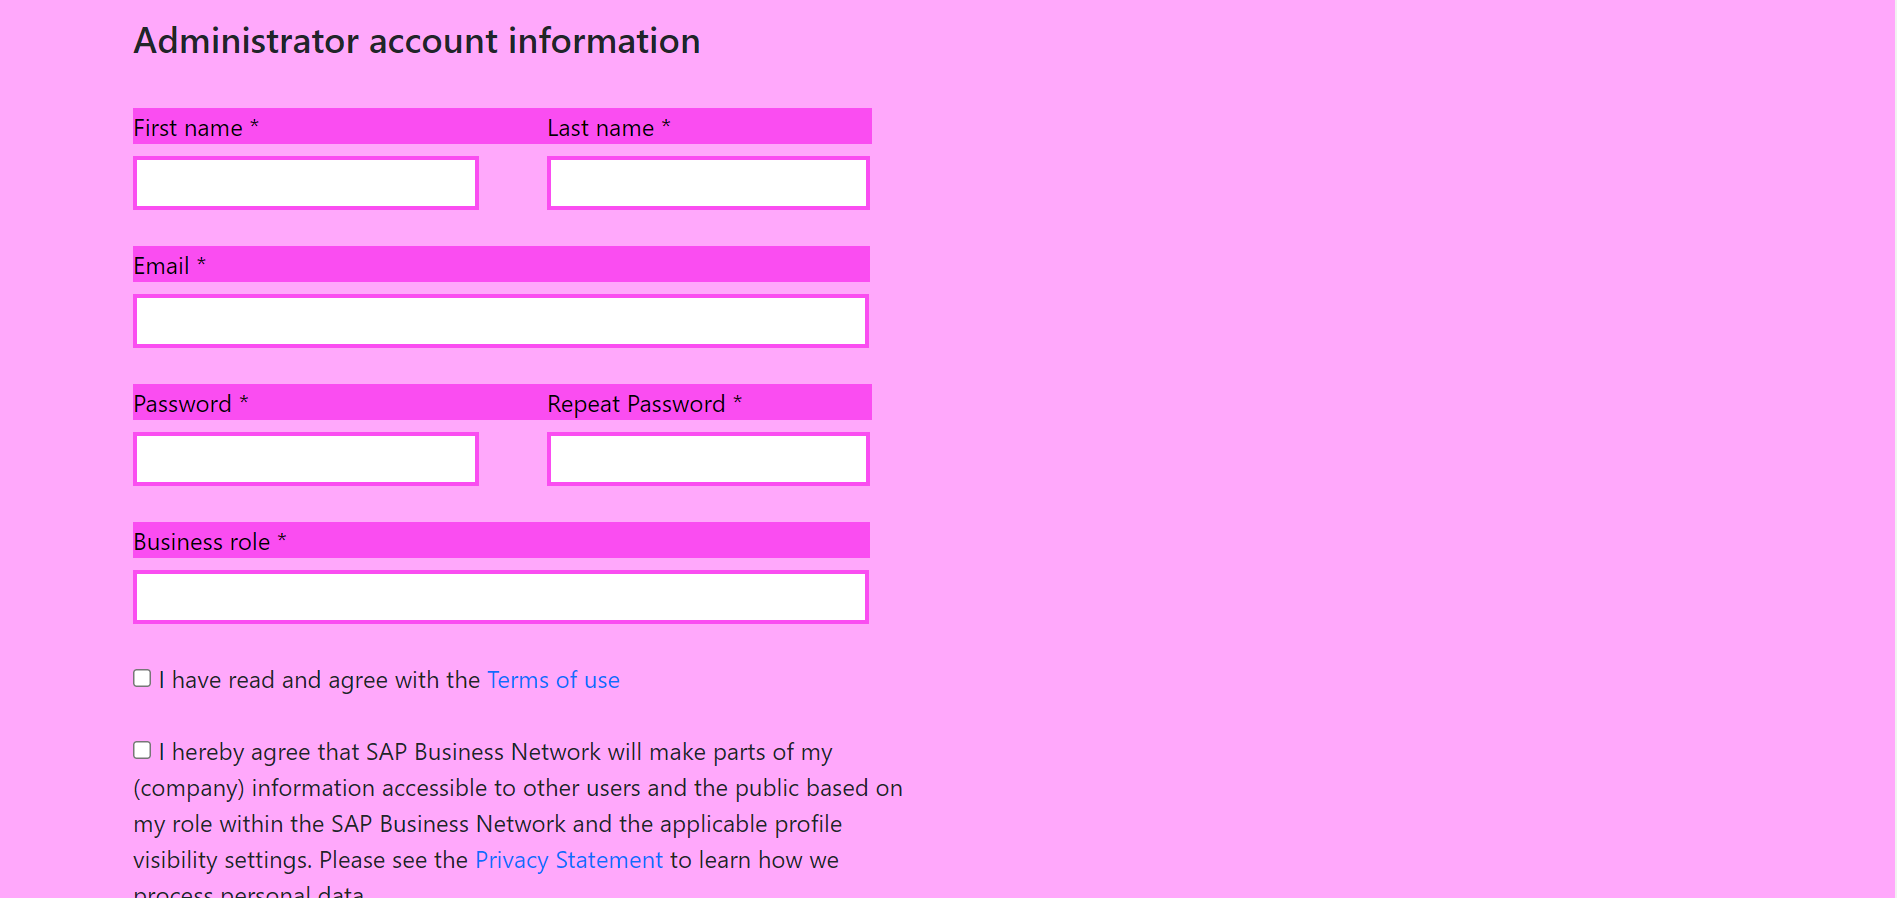 Administrator account information
First name * Last name *
Email *
Password * Repeat Password *
Business role *
I have read and agree with the Terms of use
I hereby agree that SAP Business Network will make parts of my
(company) information accessible to other users and the public based on
my role within the SAP Business Network and the applicable profile
visibility settings. Please see the Privacy Statement to learn how we
process personal data.